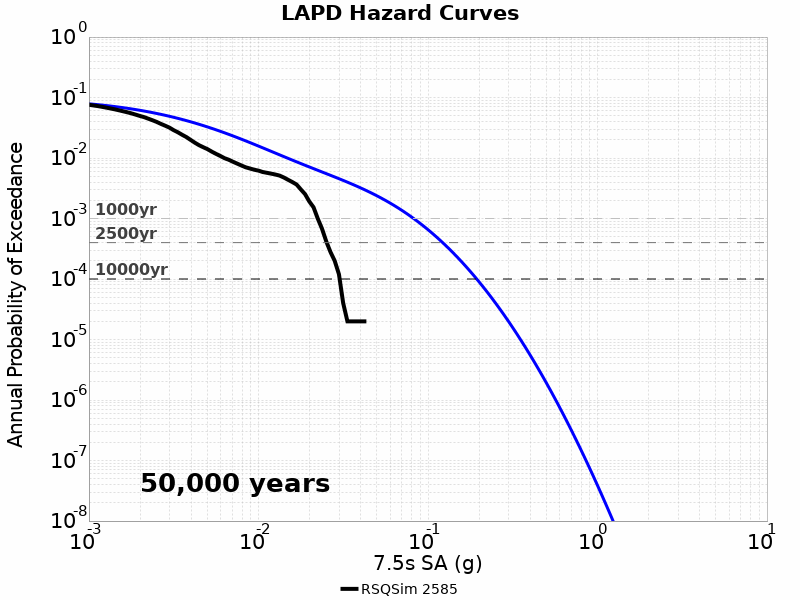 LAPD Hazard Curves
Annual Probability of Exceedance
10^0
10^-1
10^-2
10^-3
10^-4
10^-5
10^-6
10^-7
10^-8
1000yr
2500yr
10000yr
50,000 years
10^-3 10^-2 10^-1 10^0 10^1
7.5s SA (g)
RSQSim 2585